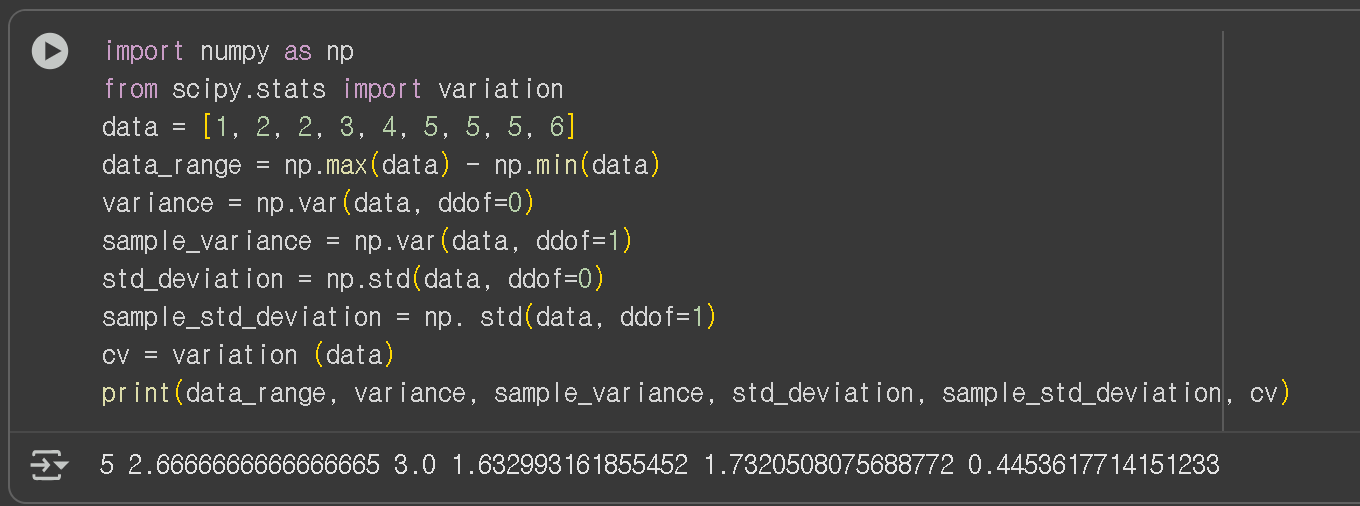 import numpy as np
from scipy.stats import variation
data = [1, 2, 2, 3, 4, 5, 5, 5, 6]
data_range = np.max(data) - np.min(data)
variance = np.var(data, ddof=0)
sample_variance = np.var(data, ddof=1)
std_deviation = np.std(data, ddof=0)
sample_std_deviation = np. std(data, ddof=1)
cv = variation (data)
print(data_range, variance, sample_variance, std_deviation, sample_std_deviation, cv)
5 2.6666666666666665 3.0 1.632993161855452 1.7320508075688772 0.4453617714151233